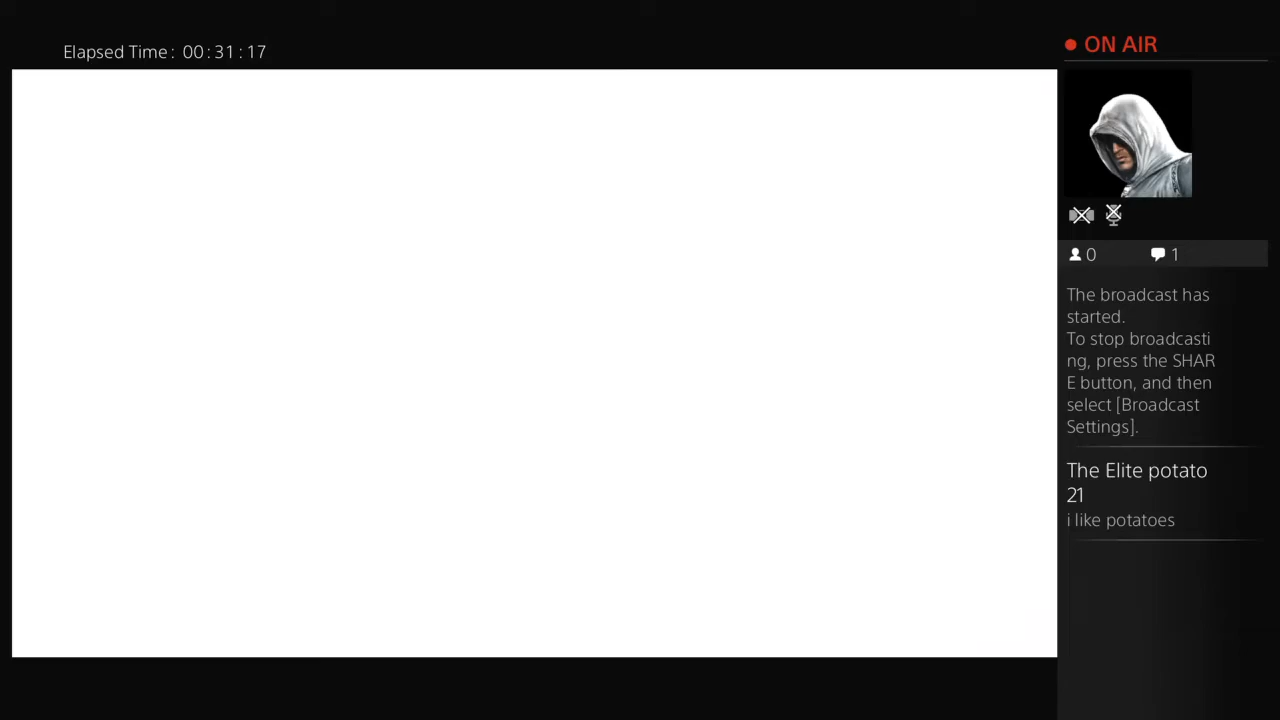 Elapsed Time: 00:31:17
ON AIR
0
1
The broadcast has
started.
To stop broadcasti
ng, press the SHAR
E button, and then
select [Broadcast
Settings].
The Elite potato
21
i like potatoes